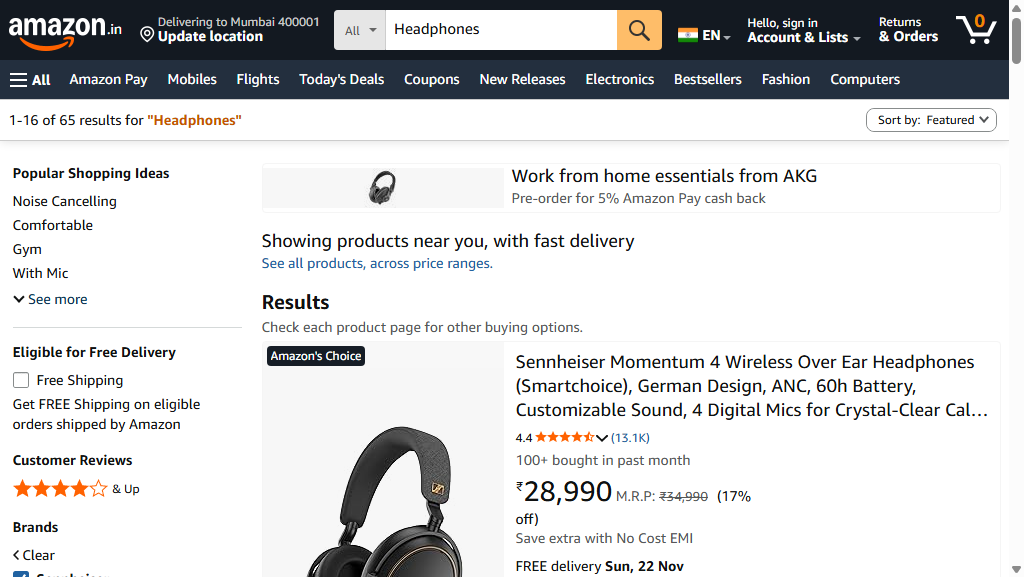 amazon.in
Delivering to Mumbai 400001
Update location
All
Headphones
EN
Hello, sign in
Account & Lists
Returns
& Orders
0
All
Amazon Pay
Mobiles
Flights
Today's Deals
Coupons
New Releases
Electronics
Bestsellers
Fashion
Computers
1-16 of 65 results for "Headphones"
Sort by: Featured
Popular Shopping Ideas
Noise Cancelling
Comfortable
Gym
With Mic
See more
Eligible for Free Delivery
Free Shipping
Get FREE Shipping on eligible
orders shipped by Amazon
Customer Reviews
& Up
Brands
Clear
Sennheiser
Work from home essentials from AKG
Pre-order for 5% Amazon Pay cash back
Showing products near you, with fast delivery
See all products, across price ranges.
Results
Check each product page for other buying options.
Amazon's Choice
Sennheiser Momentum 4 Wireless Over Ear Headphones
(Smartchoice), German Design, ANC, 60h Battery,
Customizable Sound, 4 Digital Mics for Crystal-Clear Cal…
4.4 (13.1K)
100+ bought in past month
₹28,990 M.R.P: ₹34,990 (17%
off)
Save extra with No Cost EMI
FREE delivery Sun, 22 Nov